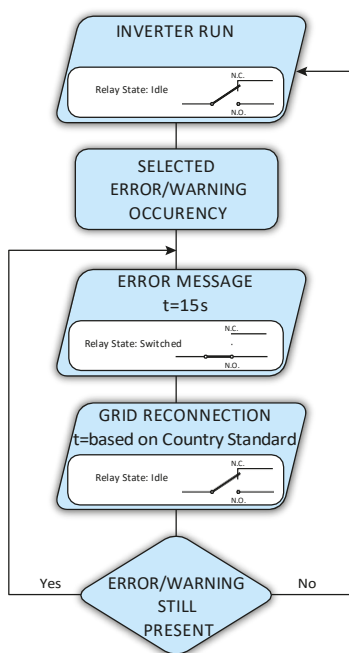 INVERTER RUN
N.C.
Relay State: Idle
N.O.
SELECTED
ERROR/WARNING
OCCURENCY
ERROR MESSAGE
t=15s
N.C.
Relay State: Switched
N.O.
GRID RECONNECTION
t=based on Country Standard
N.C.
Relay State: Idle
N.O.
Yes
ERROR/WARNING
STILL
PRESENT
No